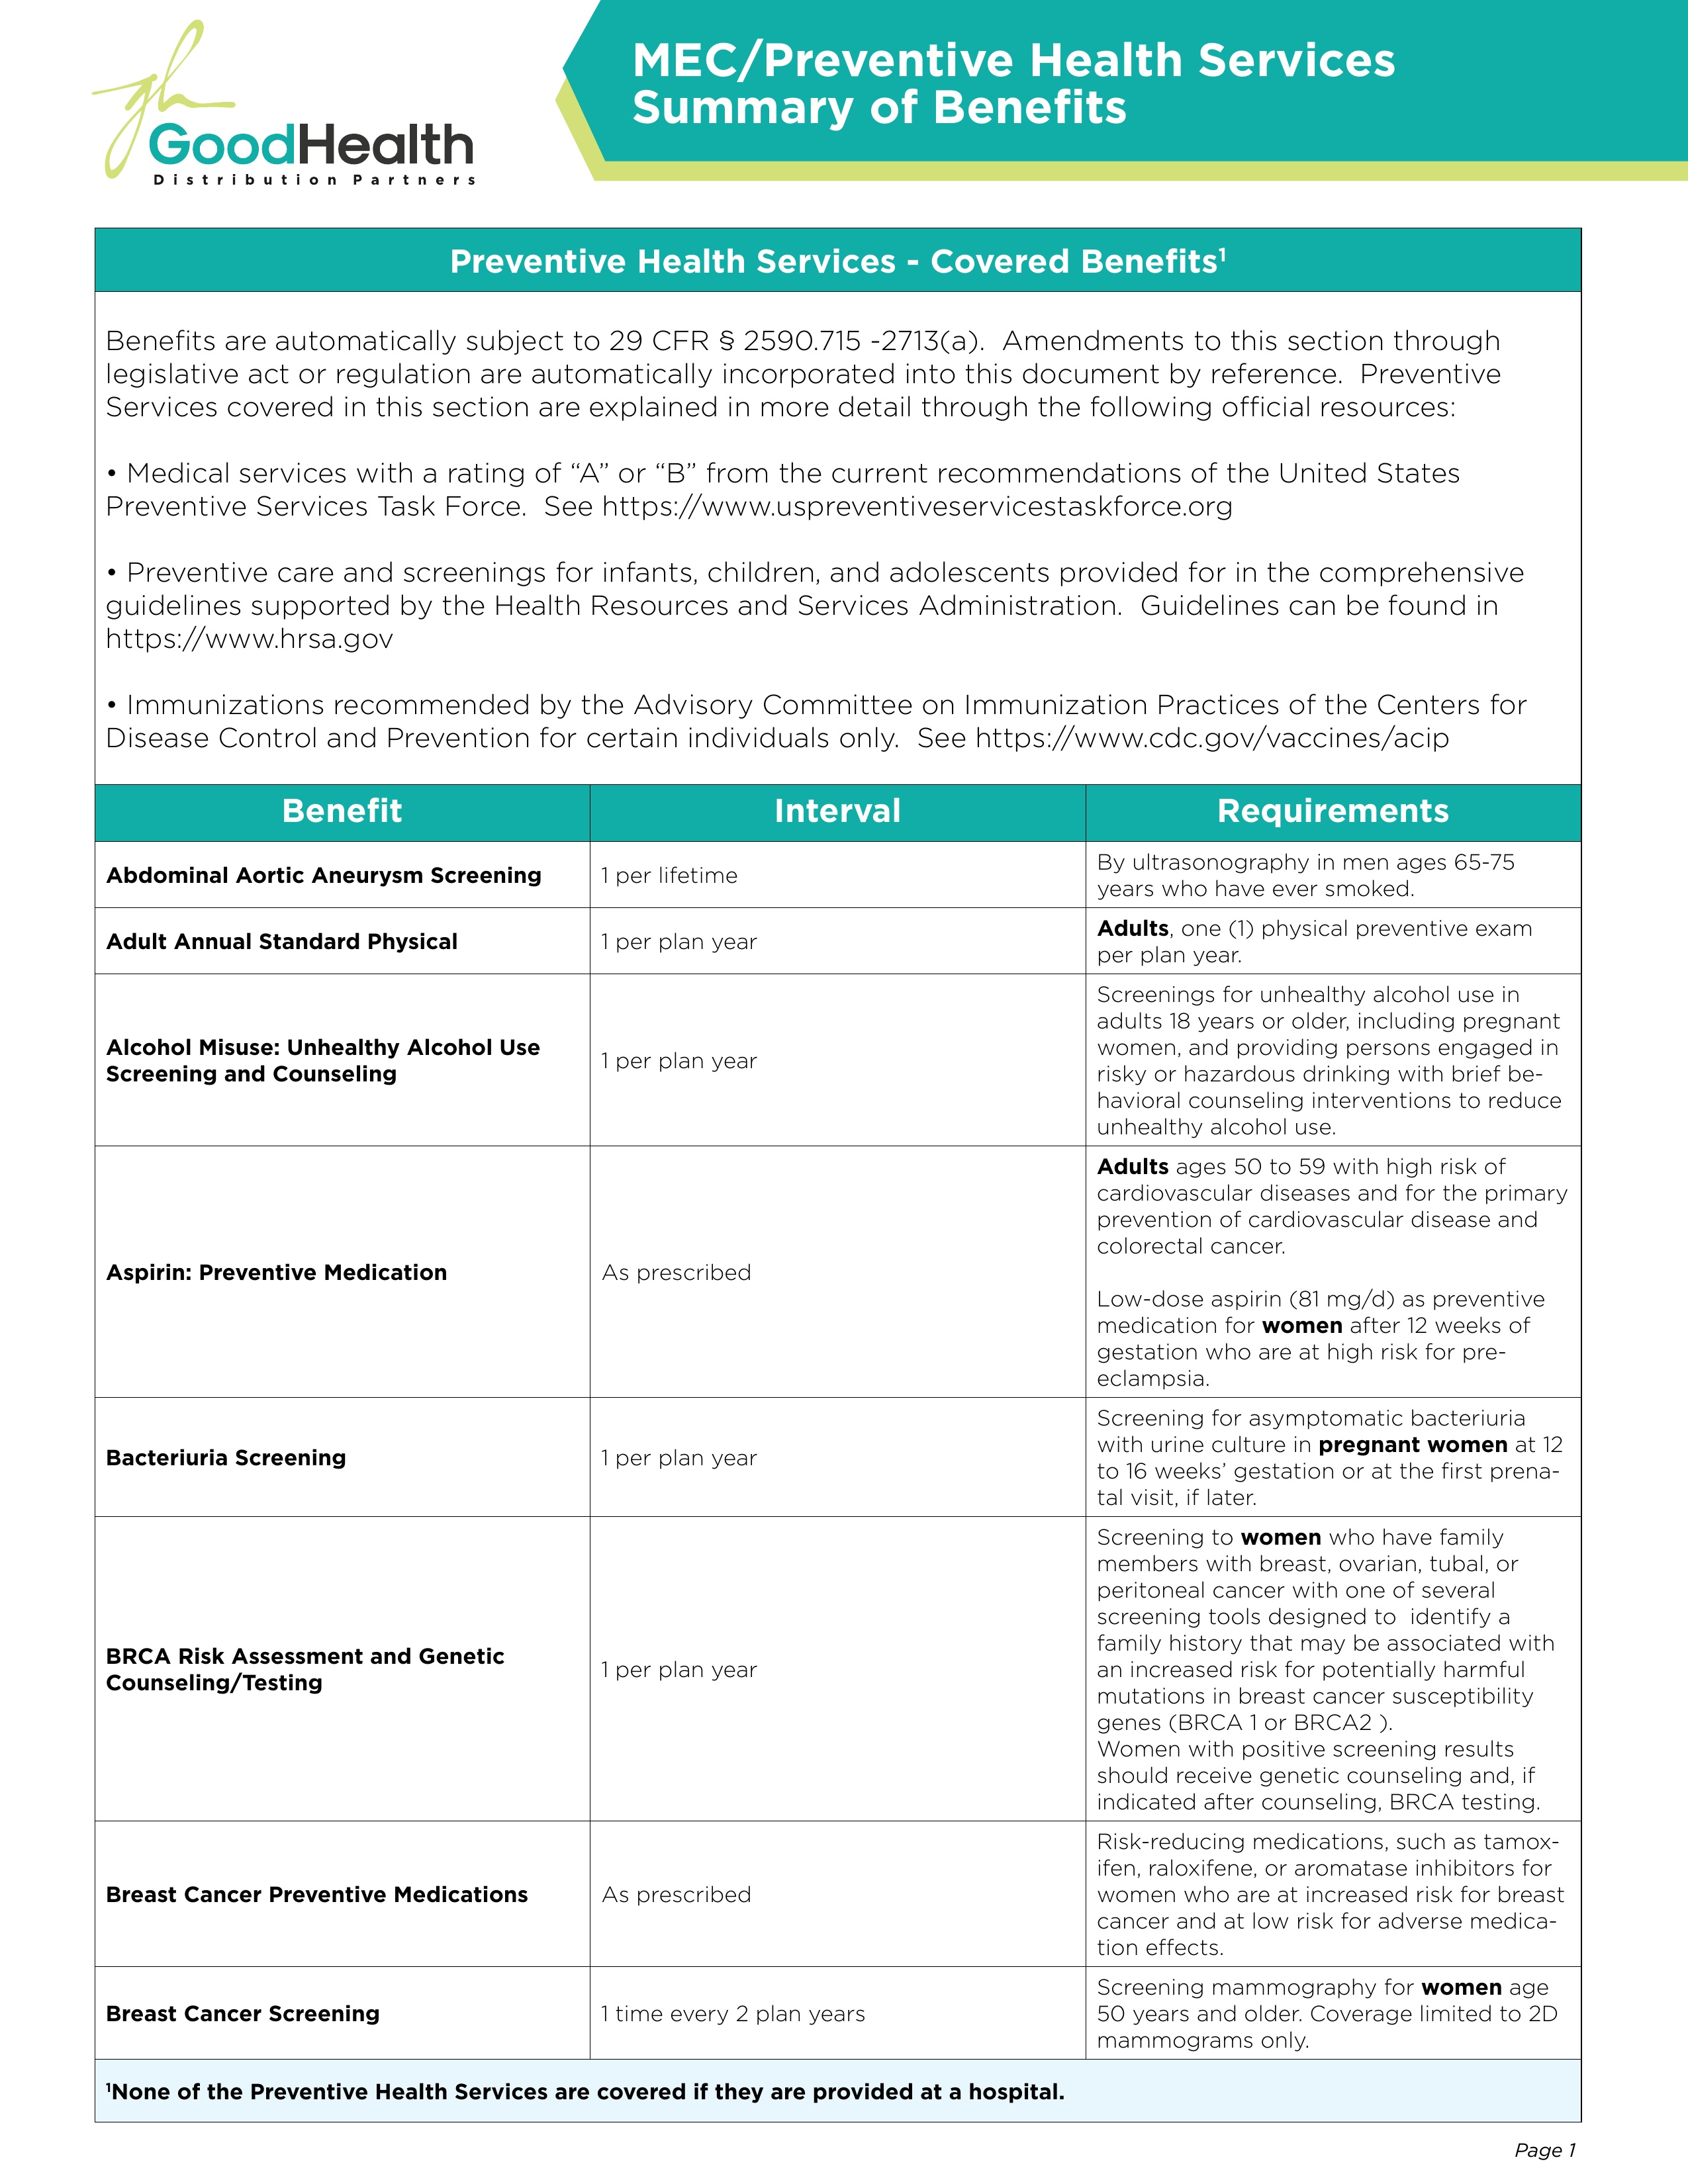 gh
GoodHealth
Distribution Partners
MEC/Preventive Health Services
Summary of Benefits
Preventive Health Services - Covered Benefits¹
Benefits are automatically subject to 29 CFR § 2590.715 -2713(a).  Amendments to this section through
legislative act or regulation are automatically incorporated into this document by reference.  Preventive
Services covered in this section are explained in more detail through the following official resources:
• Medical services with a rating of “A” or “B” from the current recommendations of the United States
Preventive Services Task Force.  See https://www.uspreventiveservicestaskforce.org
• Preventive care and screenings for infants, children, and adolescents provided for in the comprehensive
guidelines supported by the Health Resources and Services Administration.  Guidelines can be found in
https://www.hrsa.gov
• Immunizations recommended by the Advisory Committee on Immunization Practices of the Centers for
Disease Control and Prevention for certain individuals only.  See https://www.cdc.gov/vaccines/acip
Benefit
Interval
Requirements
Abdominal Aortic Aneurysm Screening
1 per lifetime
By ultrasonography in men ages 65-75
years who have ever smoked.
Adult Annual Standard Physical
1 per plan year
Adults, one (1) physical preventive exam
per plan year.
Alcohol Misuse: Unhealthy Alcohol Use
Screening and Counseling
1 per plan year
Screenings for unhealthy alcohol use in
adults 18 years or older, including pregnant
women, and providing persons engaged in
risky or hazardous drinking with brief be-
havioral counseling interventions to reduce
unhealthy alcohol use.
Aspirin: Preventive Medication
As prescribed
Adults ages 50 to 59 with high risk of
cardiovascular diseases and for the primary
prevention of cardiovascular disease and
colorectal cancer.
Low-dose aspirin (81 mg/d) as preventive
medication for women after 12 weeks of
gestation who are at high risk for pre-
eclampsia.
Bacteriuria Screening
1 per plan year
Screening for asymptomatic bacteriuria
with urine culture in pregnant women at 12
to 16 weeks’ gestation or at the first prena-
tal visit, if later.
BRCA Risk Assessment and Genetic
Counseling/Testing
1 per plan year
Screening to women who have family
members with breast, ovarian, tubal, or
peritoneal cancer with one of several
screening tools designed to  identify a
family history that may be associated with
an increased risk for potentially harmful
mutations in breast cancer susceptibility
genes (BRCA 1 or BRCA2 ).
Women with positive screening results
should receive genetic counseling and, if
indicated after counseling, BRCA testing.
Breast Cancer Preventive Medications
As prescribed
Risk-reducing medications, such as tamox-
ifen, raloxifene, or aromatase inhibitors for
women who are at increased risk for breast
cancer and at low risk for adverse medica-
tion effects.
Breast Cancer Screening
1 time every 2 plan years
Screening mammography for women age
50 years and older. Coverage limited to 2D
mammograms only.
¹None of the Preventive Health Services are covered if they are provided at a hospital.
Page 1